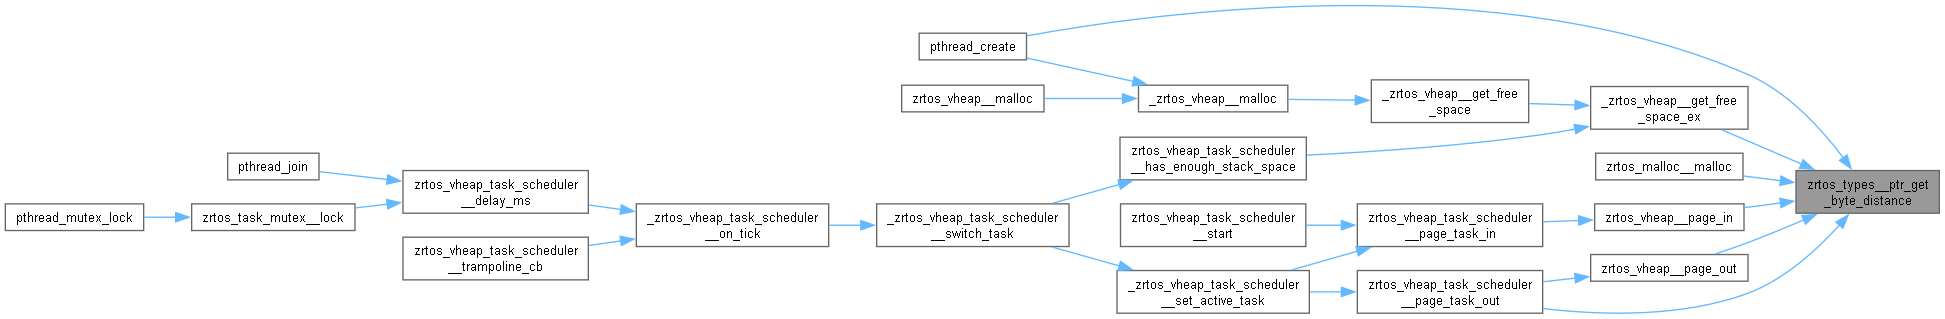 pthread_create
zrtos_vheap__malloc
_zrtos_vheap__malloc
_zrtos_vheap__get_free
_space
_zrtos_vheap__get_free
_space_ex
zrtos_vheap_task_scheduler
__has_enough_stack_space
pthread_join
zrtos_malloc__malloc
zrtos_types__ptr_get
_byte_distance
zrtos_vheap_task_scheduler
__delay_ms
pthread_mutex_lock
zrtos_task_mutex__lock
_zrtos_vheap_task_scheduler
__on_tick
_zrtos_vheap_task_scheduler
__switch_task
zrtos_vheap_task_scheduler
__start
zrtos_vheap_task_scheduler
__page_task_in
zrtos_vheap__page_in
zrtos_vheap_task_scheduler
__trampoline_cb
_zrtos_vheap_task_scheduler
__set_active_task
zrtos_vheap_task_scheduler
__page_task_out
zrtos_vheap__page_out